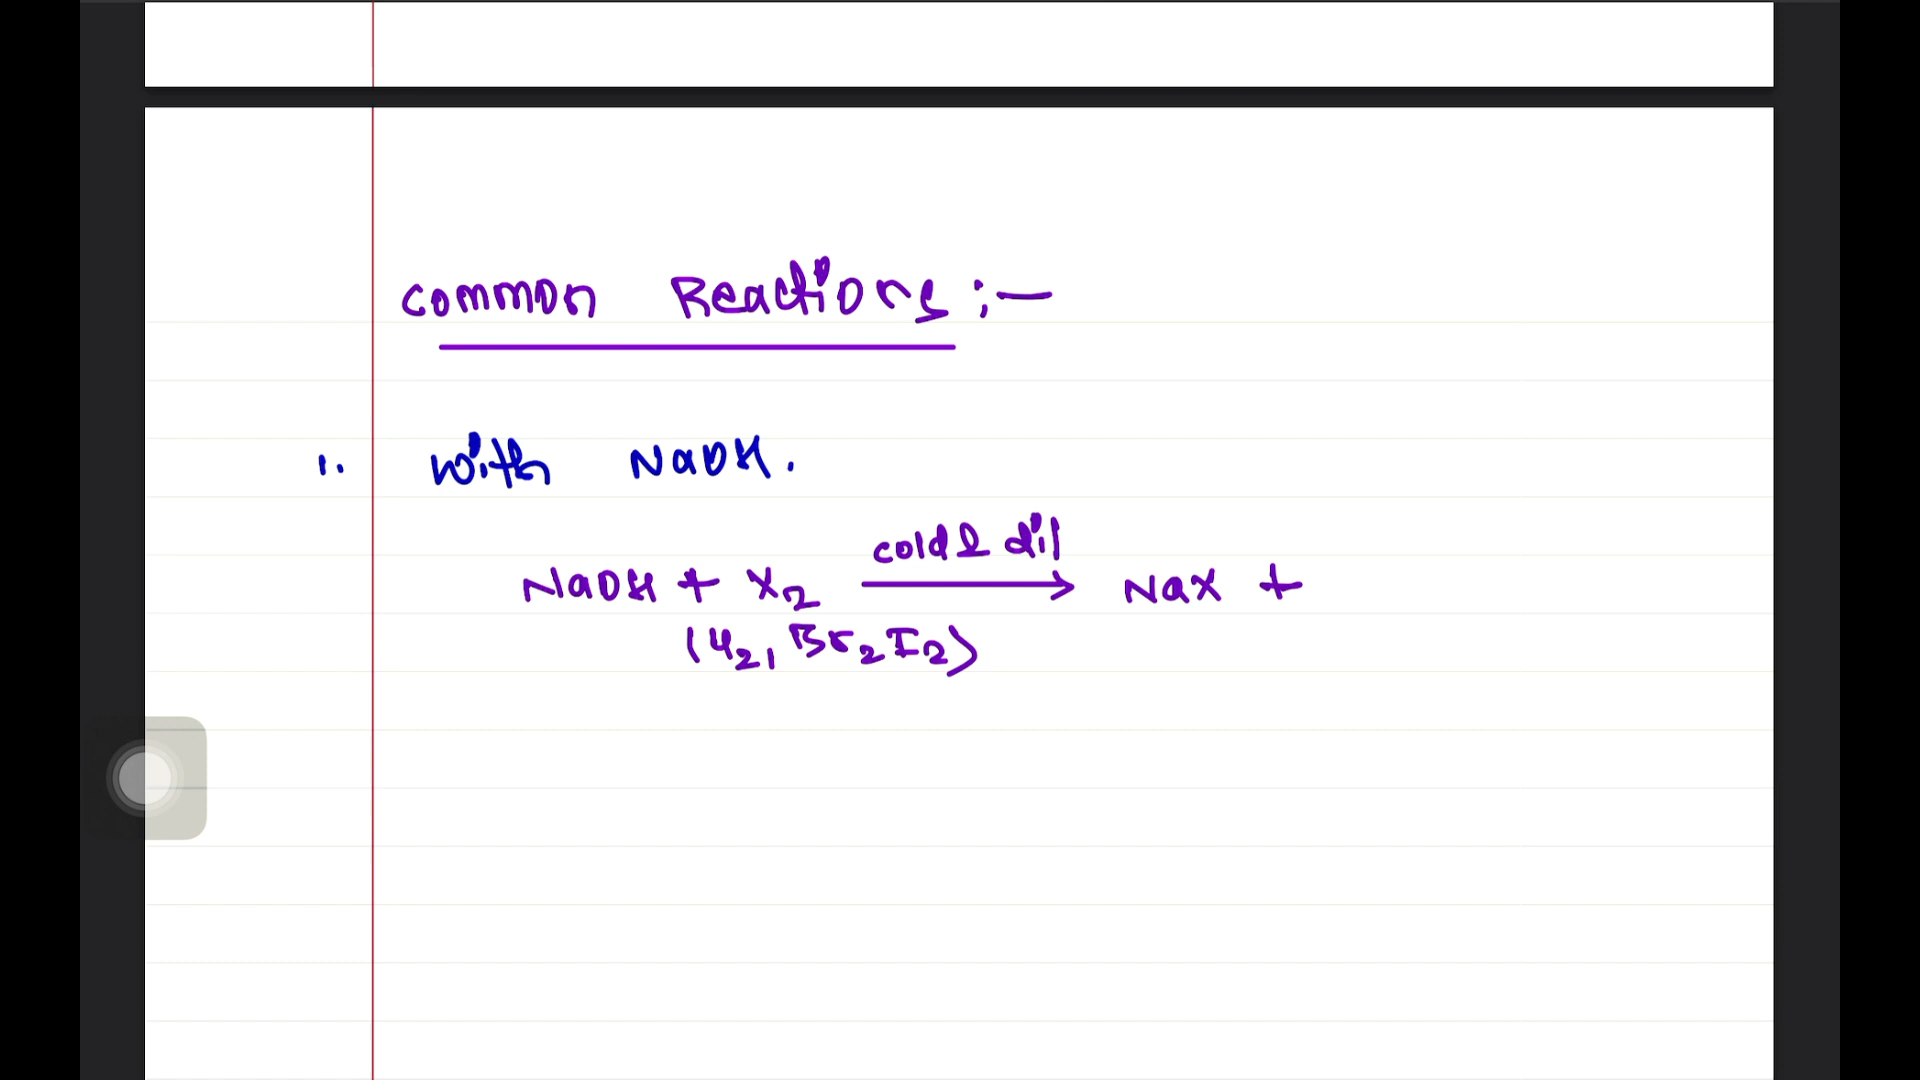 Common Reactions :—
1. With NaOH.
cold & dil
NaOH + X₂ ⟶ NaX +
(Cl₂, Br₂ I₂)